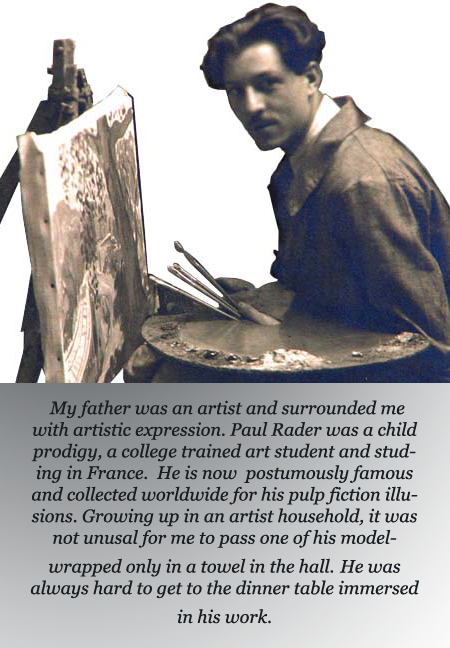 My father was an artist and surrounded me
with artistic expression. Paul Rader was a child
prodigy, a college trained art student and stud-
ing in France. He is now postumously famous
and collected worldwide for his pulp fiction illu-
sions. Growing up in an artist household, it was
not unusal for me to pass one of his model-
wrapped only in a towel in the hall. He was
always hard to get to the dinner table immersed
in his work.